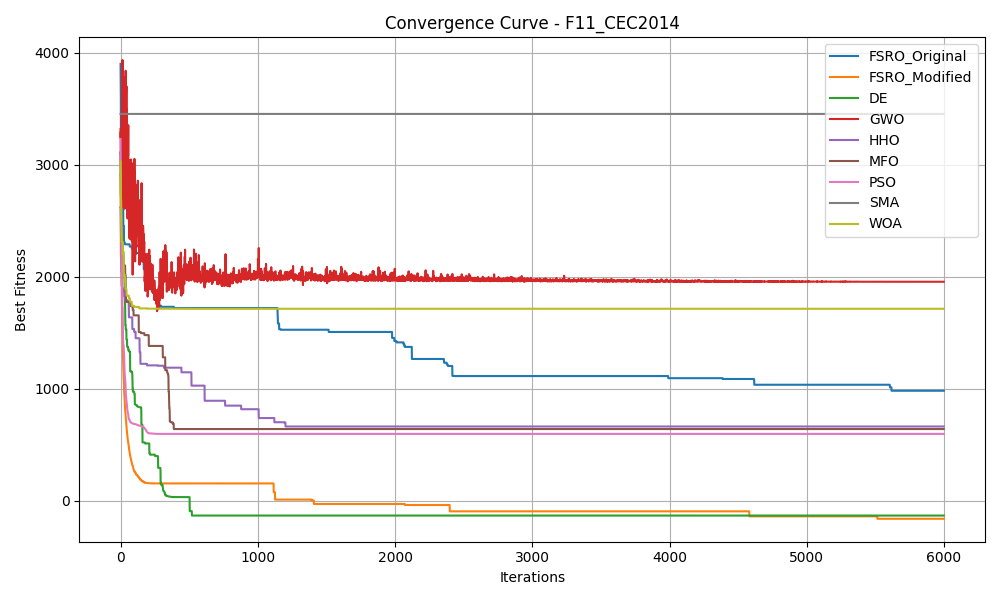 Convergence Curve - F11_CEC2014
Best Fitness
4000
3000
2000
1000
0
0 1000 2000 3000 4000 5000 6000
Iterations
FSRO_Original
FSRO_Modified
DE
GWO
HHO
MFO
PSO
SMA
WOA